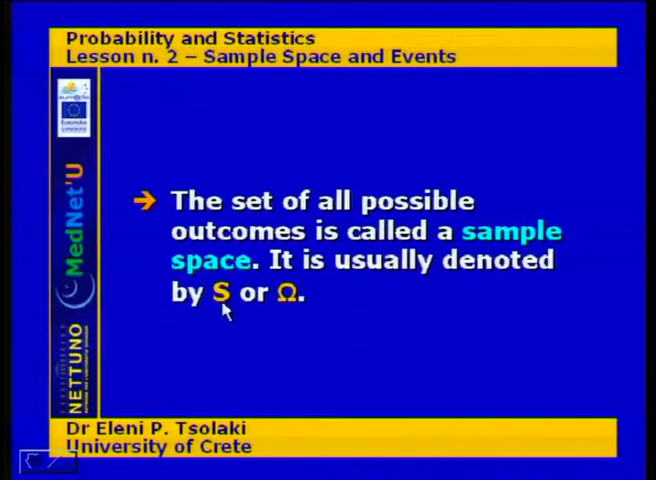 Probability and Statistics
Lesson n. 2 – Sample Space and Events
➔ The set of all possible
outcomes is called a sample
space. It is usually denoted
by S or Ω.
MedNet'U
NETTUNO
Dr Eleni P. Tsolaki
University of Crete